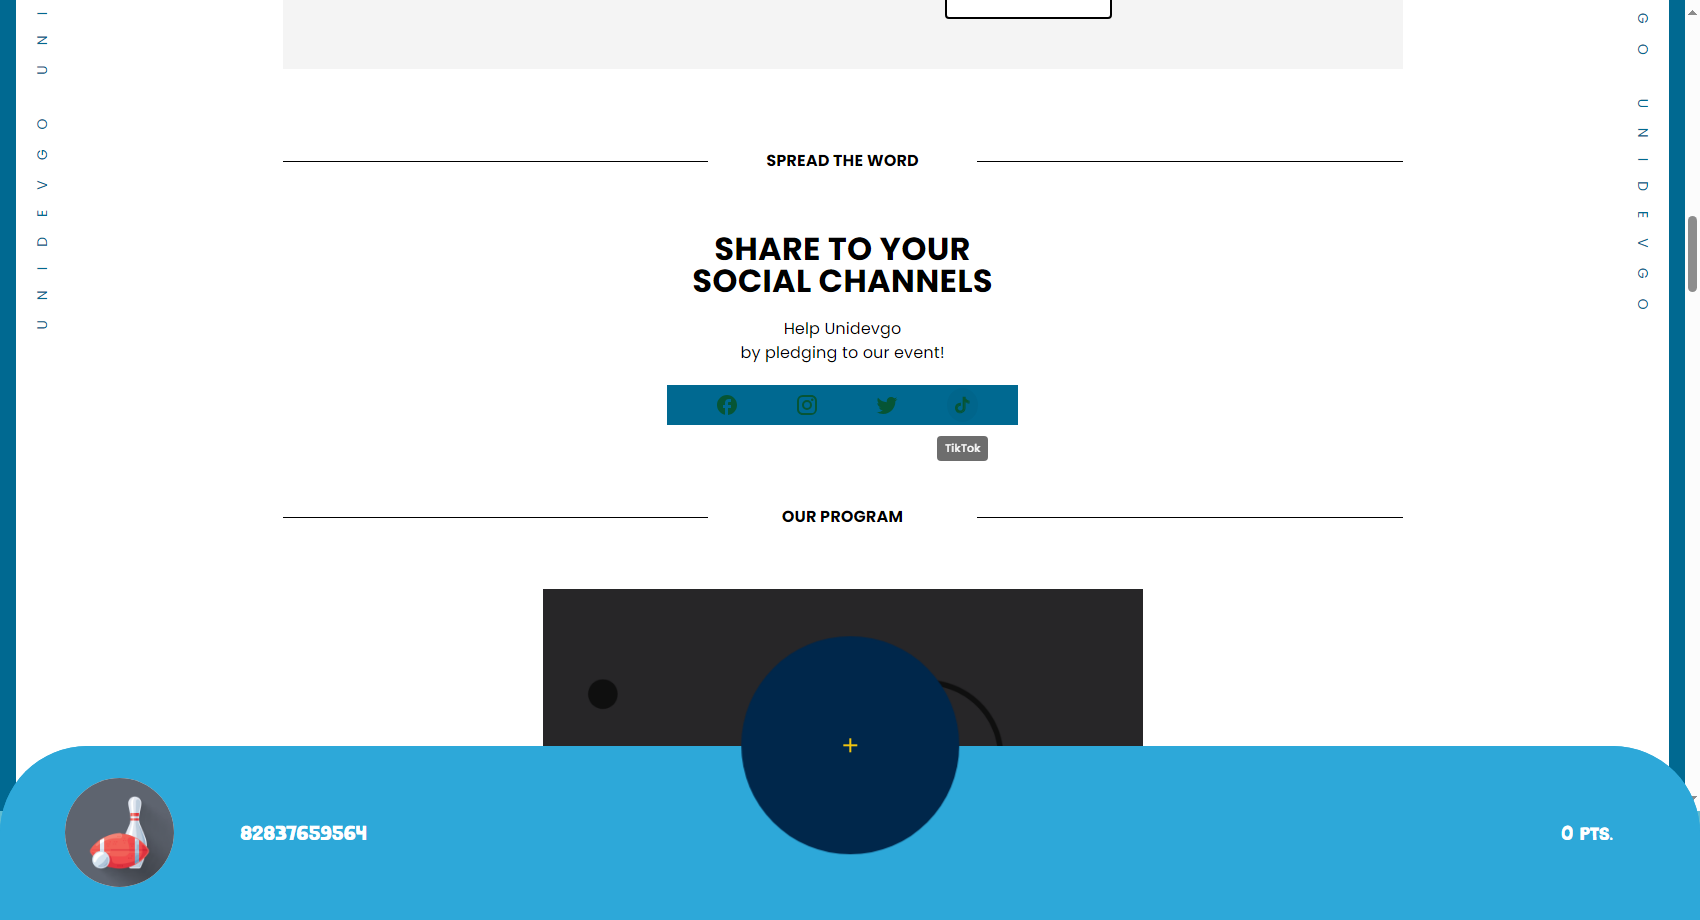 UNIDEVGO UNI
GO UNIDEVGO
SPREAD THE WORD
SHARE TO YOUR
SOCIAL CHANNELS
Help Unidevgo
by pledging to our event!
TikTok
OUR PROGRAM
+
82837659564
0 PTS.